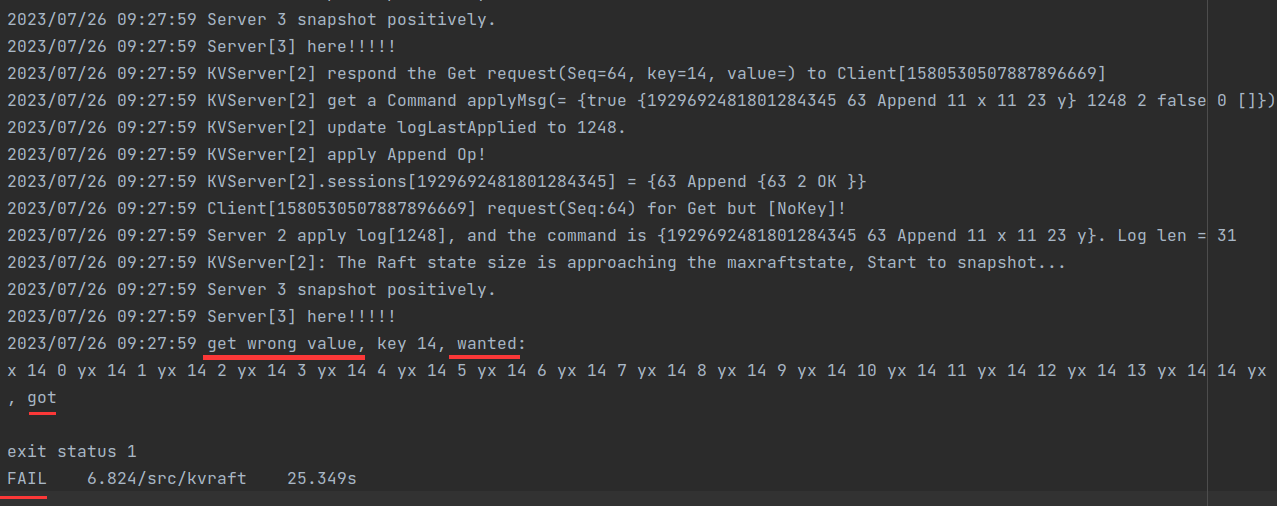 2023/07/26 09:27:59 Server 3 snapshot positively.
2023/07/26 09:27:59 Server[3] here!!!!!
2023/07/26 09:27:59 KVServer[2] respond the Get request(Seq=64, key=14, value=) to Client[1580530507887896669]
2023/07/26 09:27:59 KVServer[2] get a Command applyMsg(= {true {1929692481801284345 63 Append 11 x 11 23 y} 1248 2 false 0 []})
2023/07/26 09:27:59 KVServer[2] update logLastApplied to 1248.
2023/07/26 09:27:59 KVServer[2] apply Append Op!
2023/07/26 09:27:59 KVServer[2].sessions[1929692481801284345] = {63 Append {63 2 OK }}
2023/07/26 09:27:59 Client[1580530507887896669] request(Seq:64) for Get but [NoKey]!
2023/07/26 09:27:59 Server 2 apply log[1248], and the command is {1929692481801284345 63 Append 11 x 11 23 y}. Log len = 31
2023/07/26 09:27:59 KVServer[2]: The Raft state size is approaching the maxraftstate, Start to snapshot...
2023/07/26 09:27:59 Server 3 snapshot positively.
2023/07/26 09:27:59 Server[3] here!!!!!
2023/07/26 09:27:59 get wrong value, key 14, wanted:
x 14 0 yx 14 1 yx 14 2 yx 14 3 yx 14 4 yx 14 5 yx 14 6 yx 14 7 yx 14 8 yx 14 9 yx 14 10 yx 14 11 yx 14 12 yx 14 13 yx 14 14 yx
, got
exit status 1
FAIL    6.824/src/kvraft    25.349s